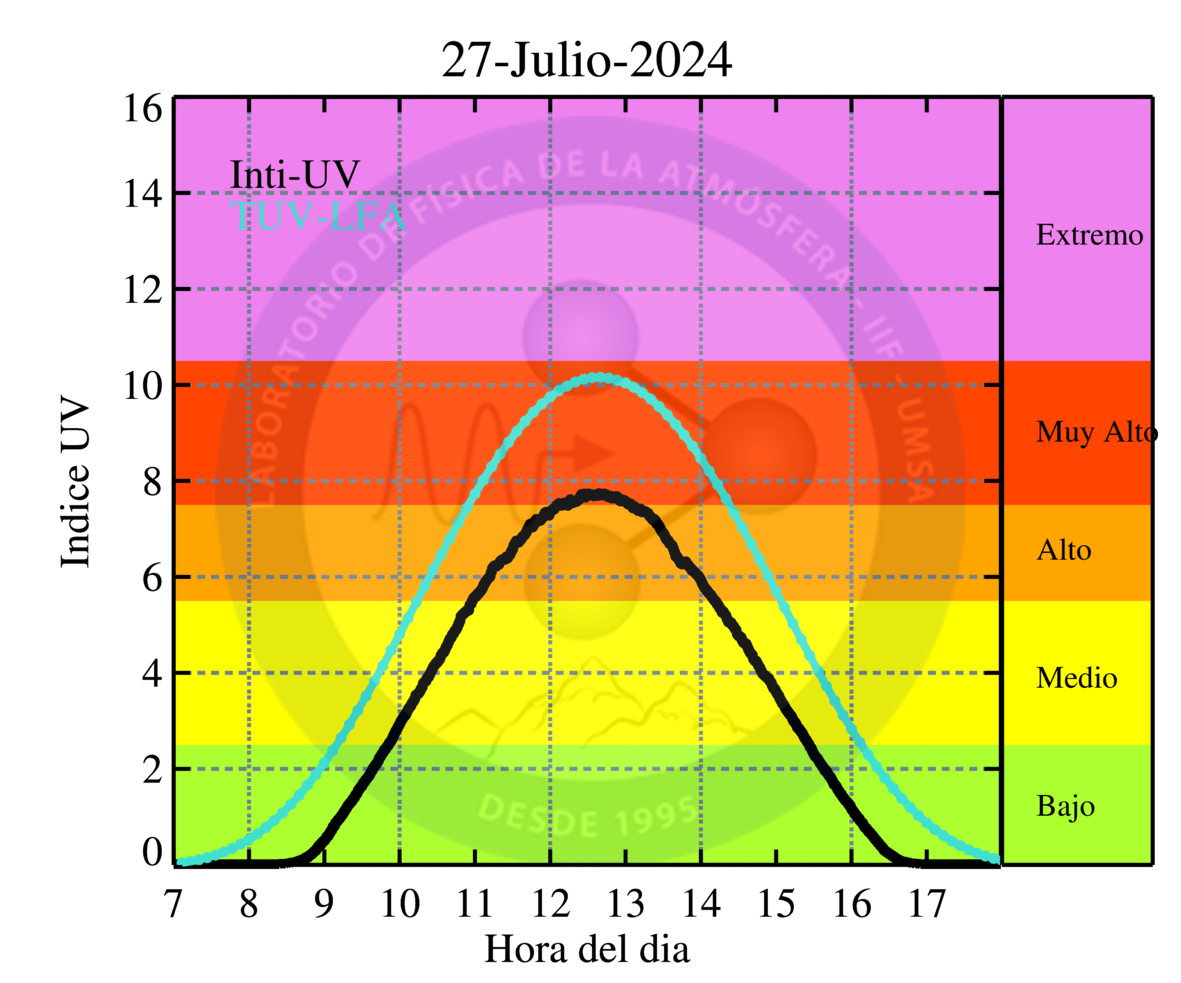 27-Julio-2024
Inti-UV
TUV-LFA
LABORATORIO DE FÍSICA DE LA ATMÓSFERA - IIF - UMSA
DESDE 1995
Indice UV
16
14
12
10
8
6
4
2
0
Extremo
Muy Alto
Alto
Medio
Bajo
7 8 9 10 11 12 13 14 15 16 17
Hora del dia